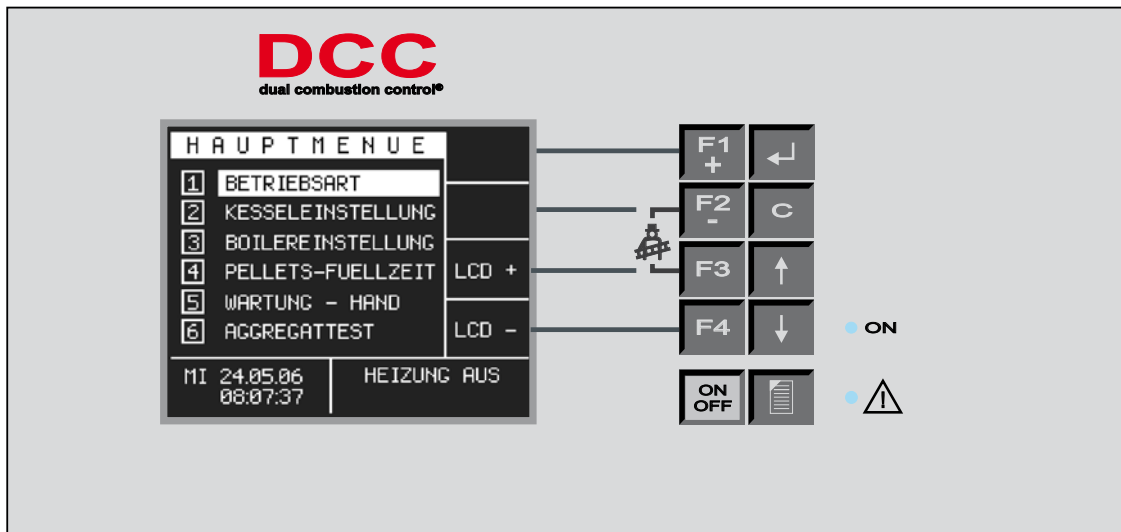 DCC
dual combustion control®
HAUPTMENUE
1 BETRIEBSART
2 KESSELEINSTELLUNG
3 BOILEREINSTELLUNG
4 PELLETS-FUELLZEIT LCD +
5 WARTUNG - HAND
6 AGGREGATTEST LCD -
MI 24.05.06 HEIZUNG AUS
08:07:37
F1
+
F2
-
C
F3 ↑
F4 ↓
ON
ON
OFF